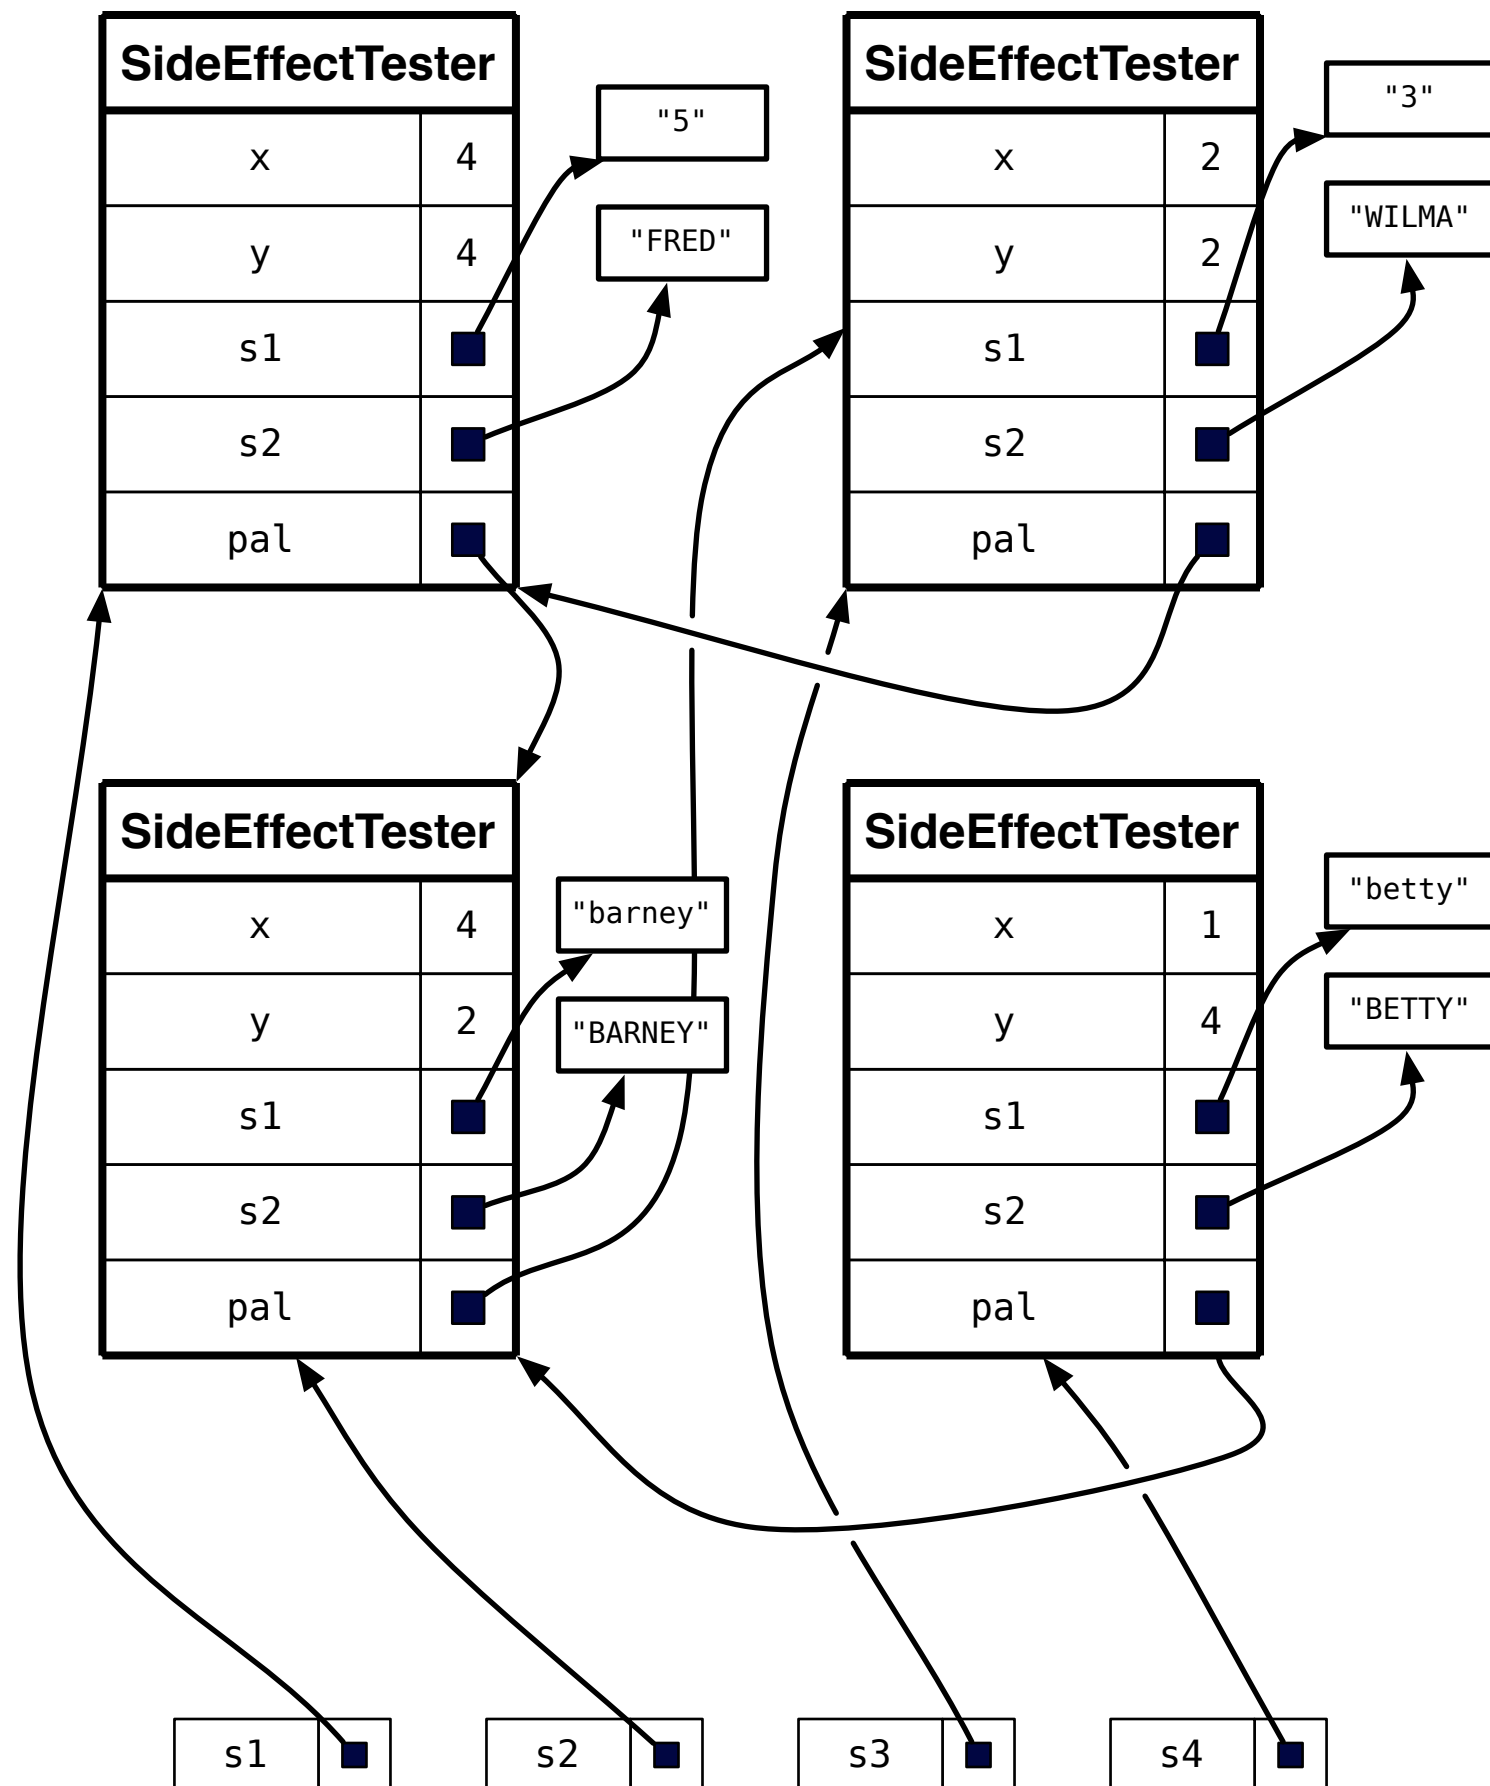 SideEffectTester
x 4
y 4
s1
s2
pal
"5"
"FRED"
SideEffectTester
x 2
y 2
s1
s2
pal
"3"
"WILMA"
SideEffectTester
x 4
y 2
s1
s2
pal
"barney"
"BARNEY"
SideEffectTester
x 1
y 4
s1
s2
pal
"betty"
"BETTY"
s1
s2
s3
s4